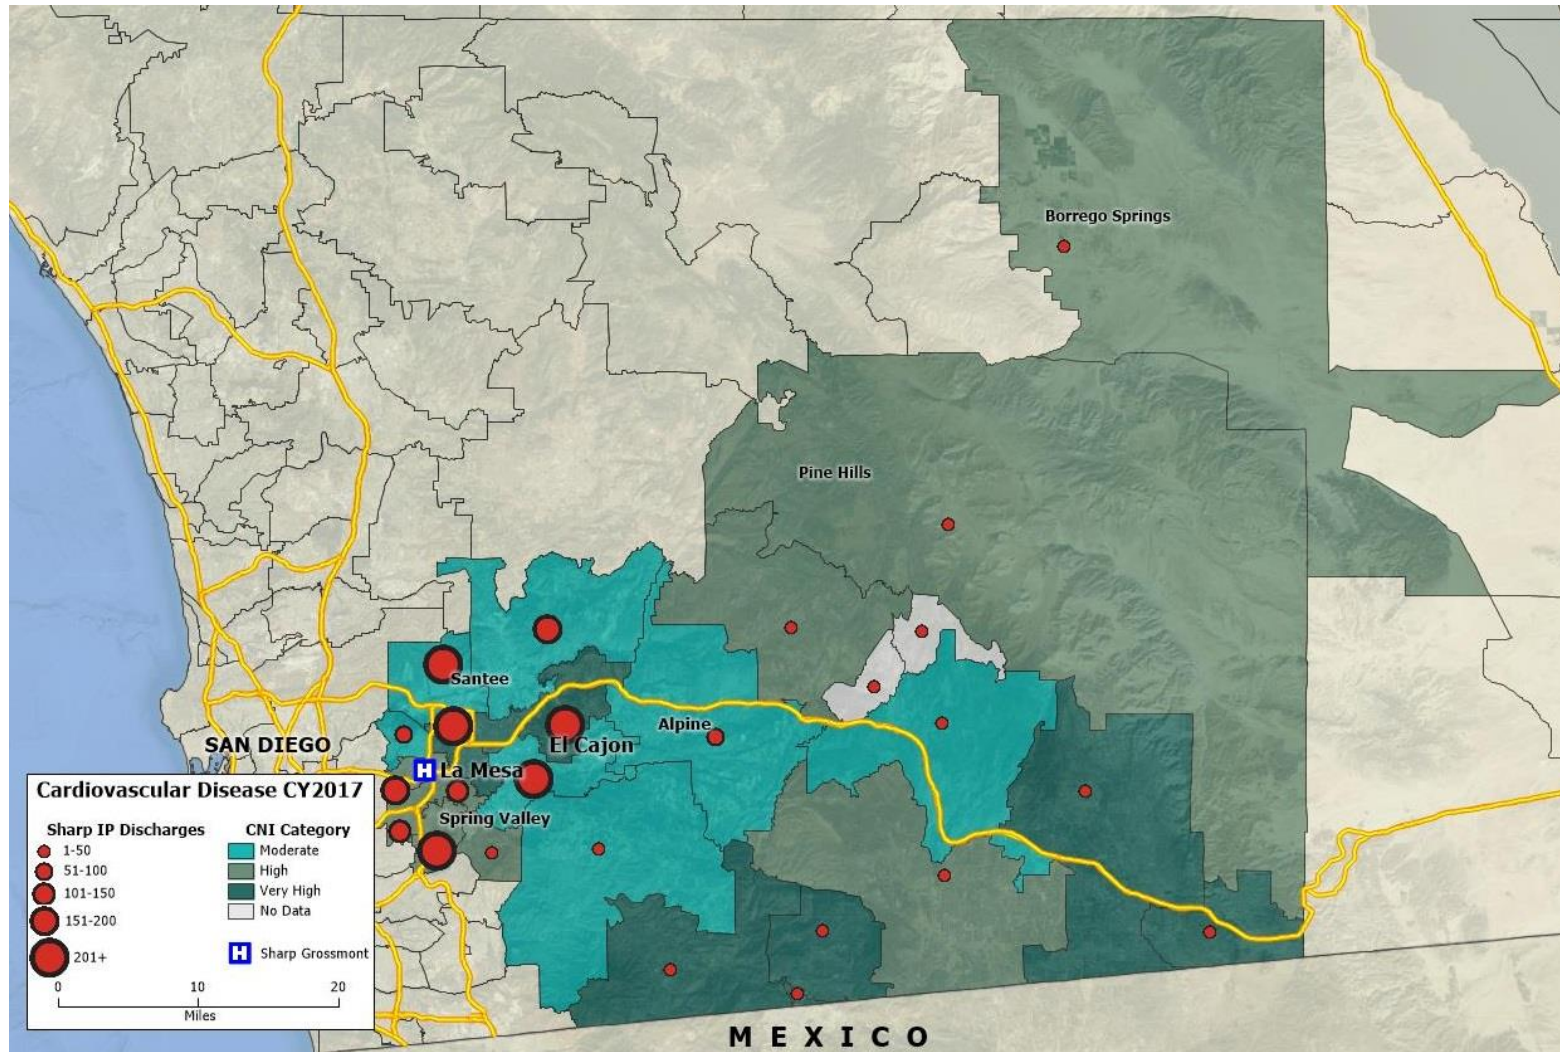 Borrego Springs
Pine Hills
Santee
Alpine
El Cajon
SAN DIEGO
La Mesa
Spring Valley
H
Cardiovascular Disease CY2017
Sharp IP Discharges
1-50
51-100
101-150
151-200
201+
CNI Category
Moderate
High
Very High
No Data
H Sharp Grossmont
0 10 20
Miles
MEXICO